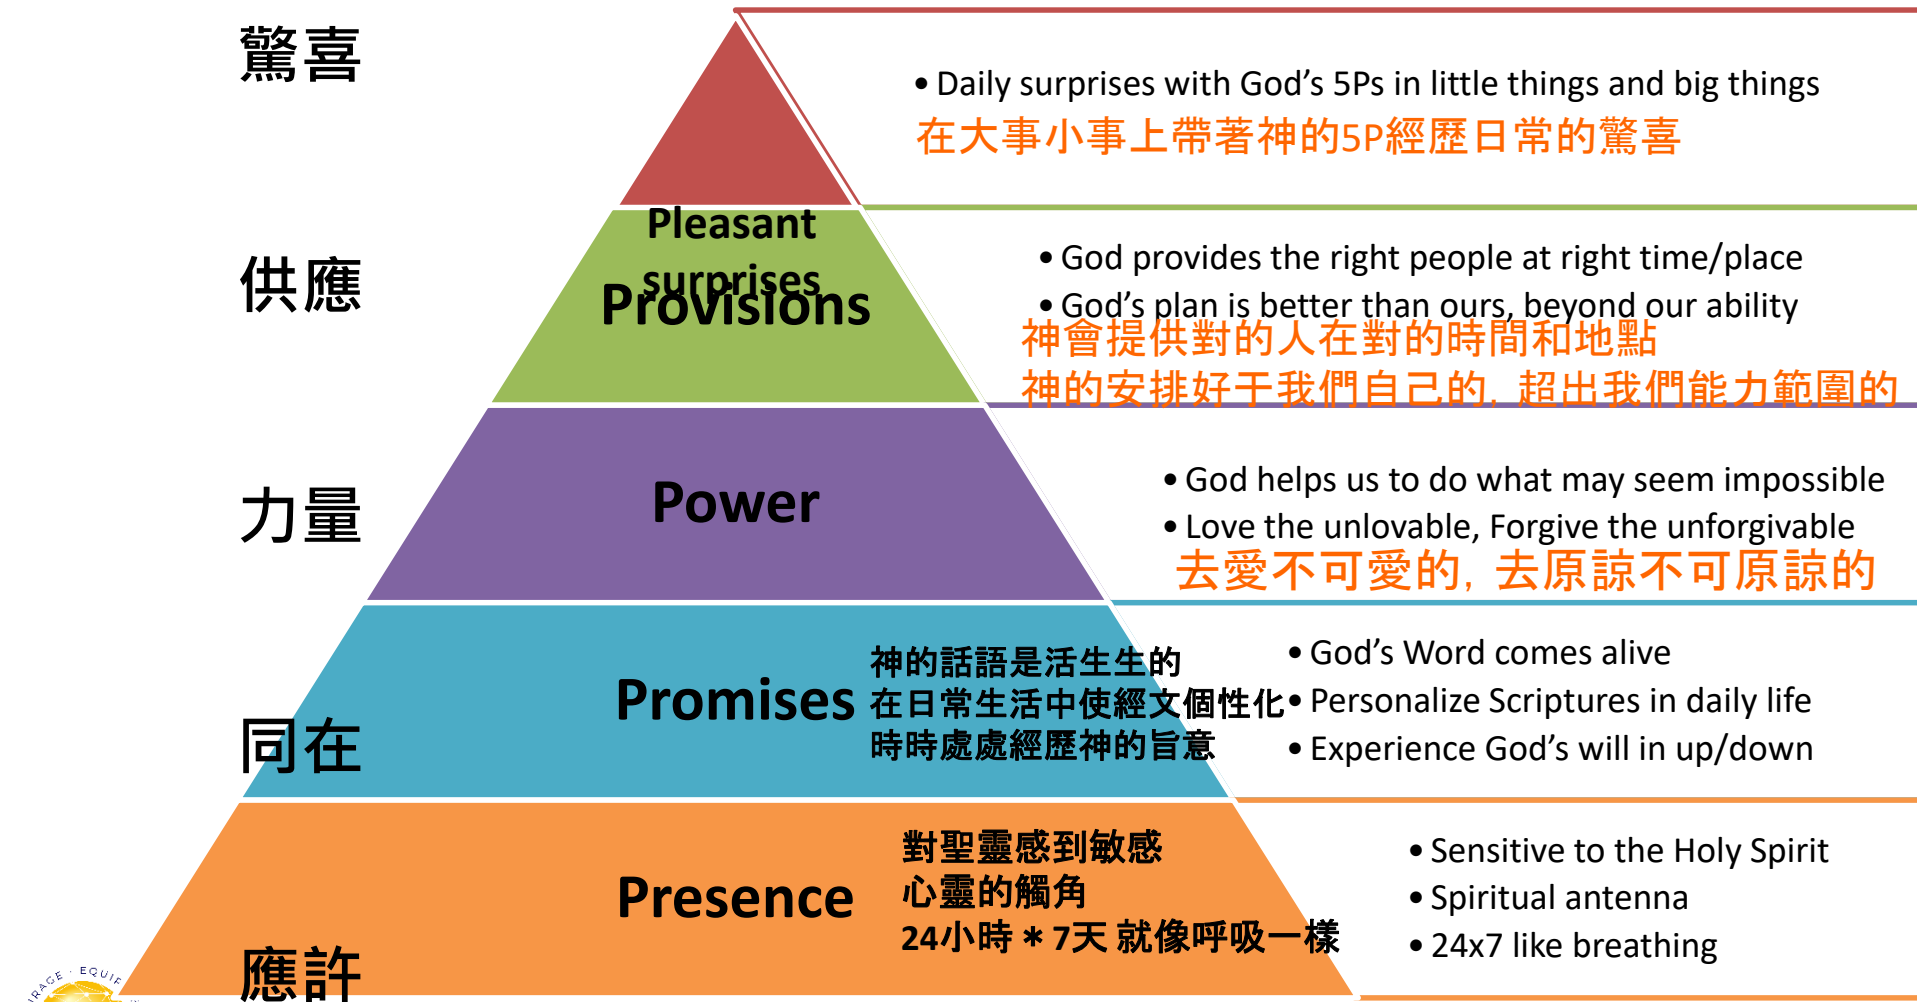 驚喜
• Daily surprises with God’s 5Ps in little things and big things
在大事小事上帶著神的5P經歷日常的驚喜
Pleasant
surprises
供應
Provisions
• God provides the right people at right time/place
• God’s plan is better than ours, beyond our ability
神會提供對的人在對的時間和地點
神的安排好于我們自己的, 超出我們能力範圍的
力量
Power
• God helps us to do what may seem impossible
• Love the unlovable, Forgive the unforgivable
去愛不可愛的, 去原諒不可原諒的
同在
Promises
神的話語是活生生的
在日常生活中使經文個性化
時時處處經歷神的旨意
• God’s Word comes alive
• Personalize Scriptures in daily life
• Experience God’s will in up/down
應許
Presence
對聖靈感到敏感
心靈的觸角
24小時 * 7天 就像呼吸一樣
• Sensitive to the Holy Spirit
• Spiritual antenna
• 24x7 like breathing